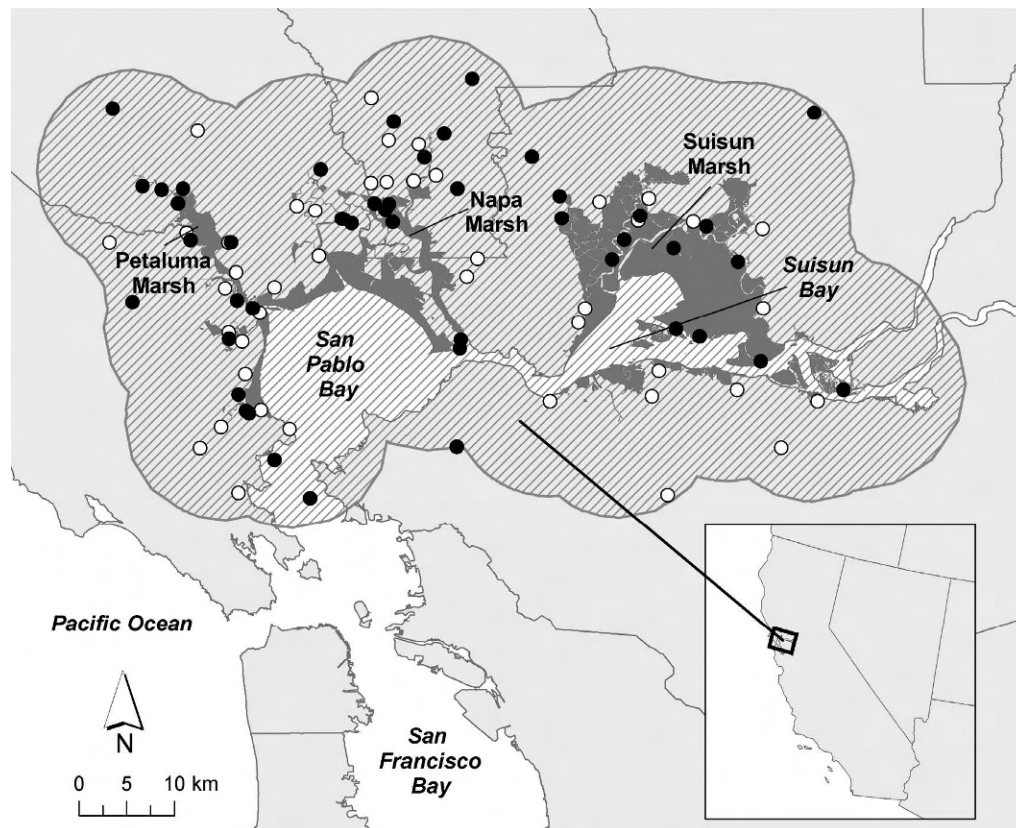 Suisun
Marsh
Napa
Marsh
Petaluma
Marsh
Suisun
Bay
San
Pablo
Bay
Pacific Ocean
N
0 5 10 km
San
Francisco
Bay